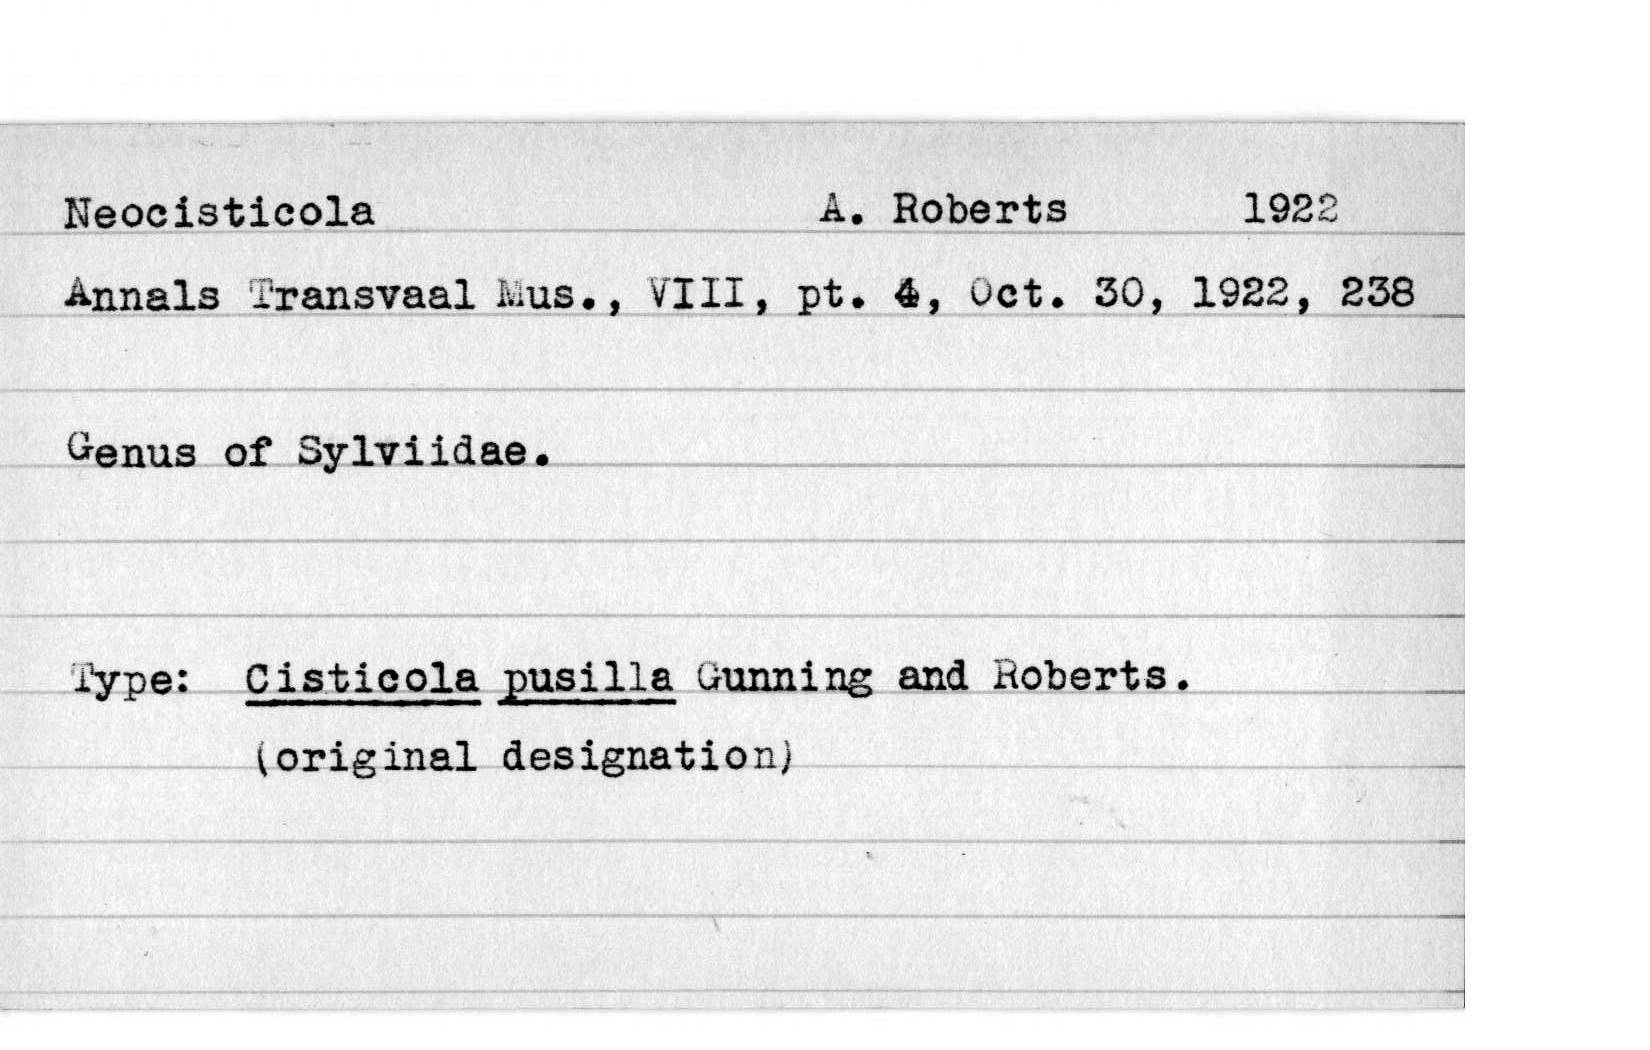 Neocisticola A. Roberts 1922
Annals Transvaal Mus., VIII, pt. 4, Oct. 30, 1922, 238
Genus of Sylviidae.
Type: Cisticola pusilla Gunning and Roberts.
(original designation)